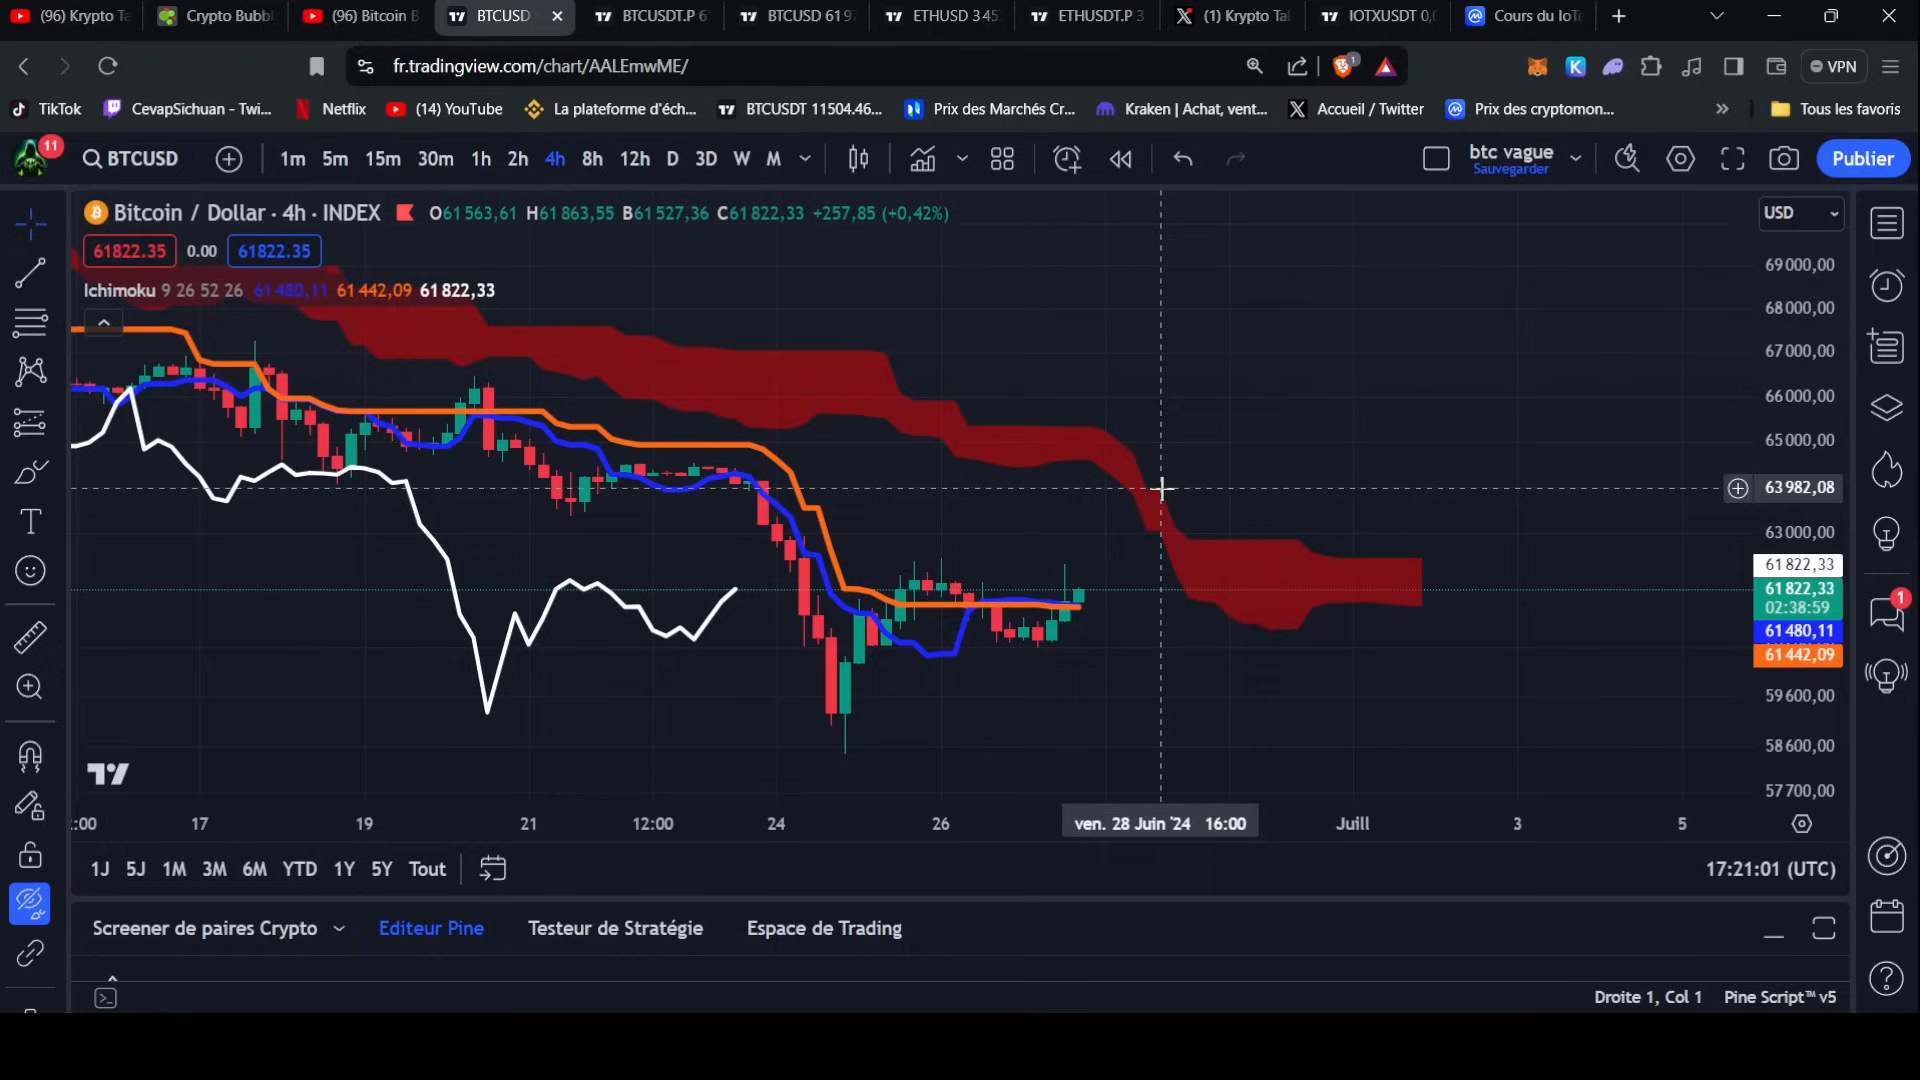 (96) Krypto Ta
Crypto Bubb
(96) Bitcoin B
BTCUSD
BTCUSDT.P 6
BTCUSD 61 97
ETHUSD 3 45
ETHUSDT.P 3
(1) Krypto Tal
IOTXUSDT 0,0
Cours du IoTe
fr.tradingview.com/chart/AALEmwME/
1
VPN
TikTok
CevapSichuan - Twi...
Netflix
(14) YouTube
La plateforme d'éch...
BTCUSDT 11504.46...
Prix des Marchés Cr...
Kraken | Achat, vent...
Accueil / Twitter
Prix des cryptomon...
Tous les favoris
11
BTCUSD
1m 5m 15m 30m 1h 2h 4h 8h 12h D 3D W M
btc vague
Sauvegarder
Publier
Bitcoin / Dollar · 4h · INDEX O61 563,61 H61 863,55 B61 527,36 C61 822,33 +257,85 (+0,42%)
USD
61822.35 0.00 61822.35
Ichimoku 9 26 52 26 61 480,11 61 442,09 61 822,33
69 000,00
68 000,00
67 000,00
66 000,00
65 000,00
63 982,08
63 000,00
61 822,33
61 822,33
02:38:59
61 480,11
61 442,09
59 600,00
58 600,00
57 700,00
1
:00 17 19 21 12:00 24 26 ven. 28 Juin '24 16:00 Juill 3 5
1J 5J 1M 3M 6M YTD 1Y 5Y Tout
17:21:01 (UTC)
Screener de paires Crypto Editeur Pine Testeur de Stratégie Espace de Trading
Droite 1, Col 1 Pine Script™ v5